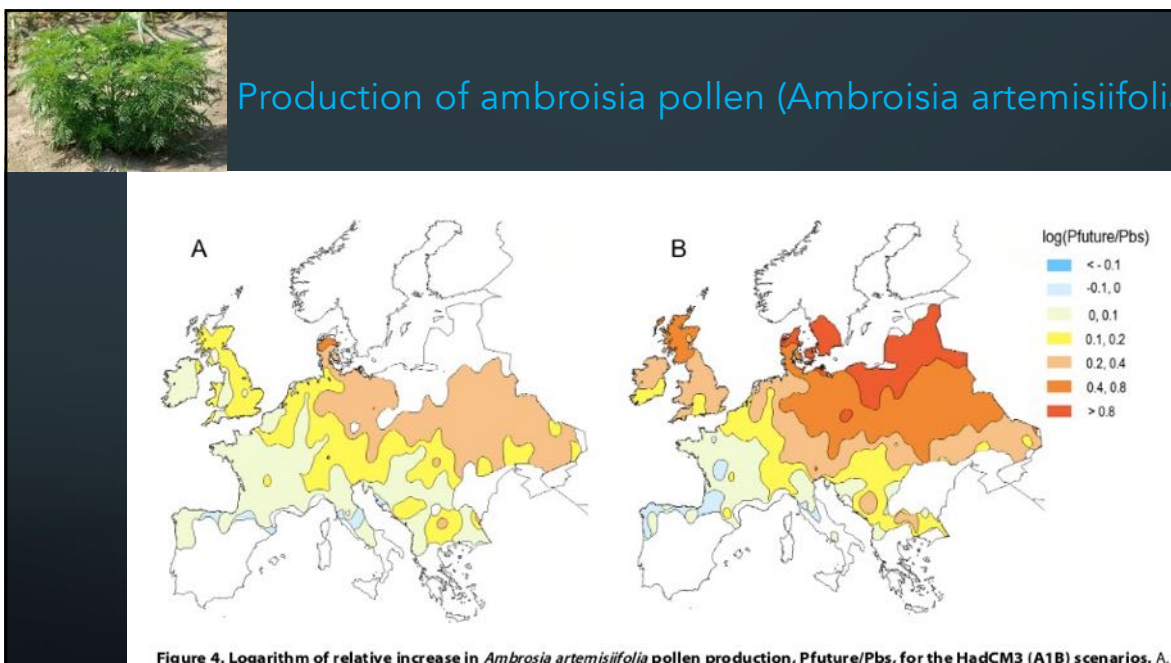 Production of ambroisia pollen (Ambroisia artemisiifoli
A
B
log(Pfuture/Pbs)
< - 0.1
-0.1, 0
0, 0.1
0.1, 0.2
0.2, 0.4
0.4, 0.8
> 0.8
Figure 4. Logarithm of relative increase in Ambrosia artemisiifolia pollen production, Pfuture/Pbs, for the HadCM3 (A1B) scenarios. A